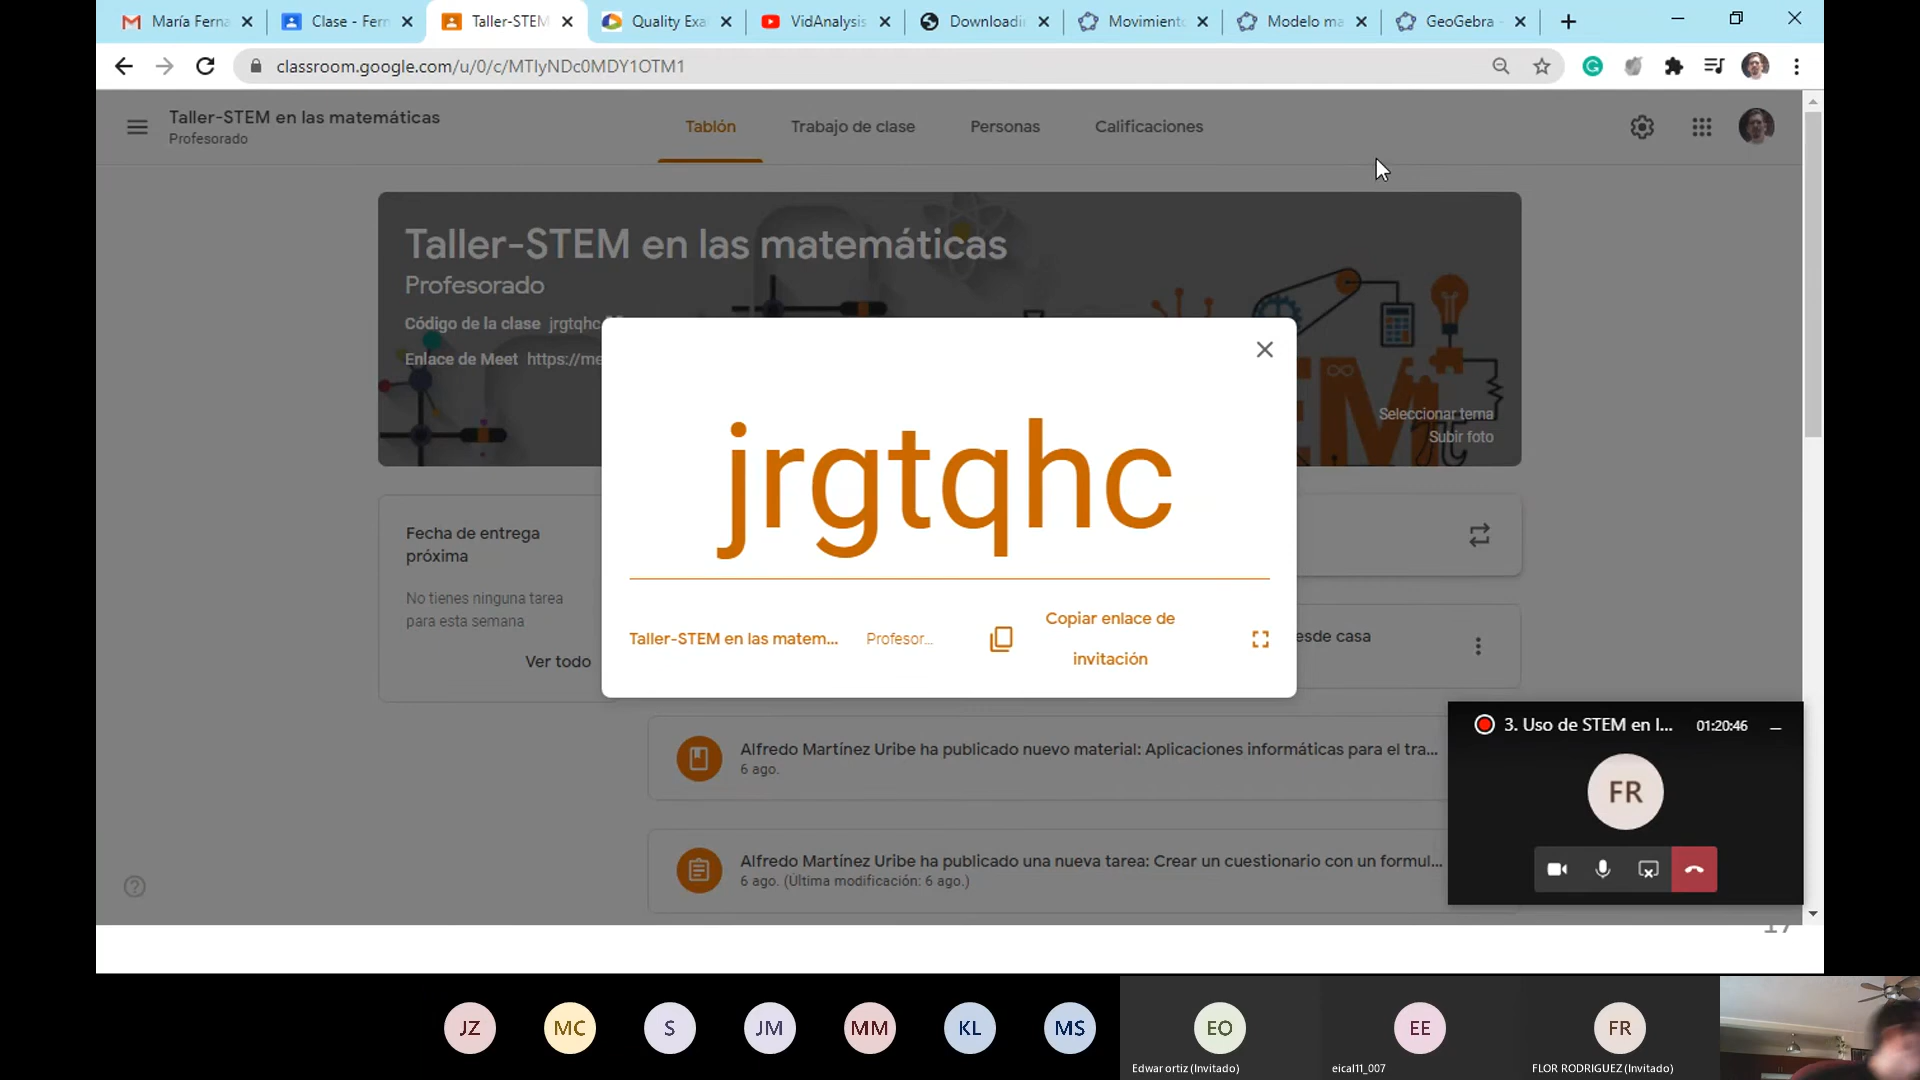 María Ferna
Clase - Fern
Taller-STEM
Quality Exa
VidAnalysis
Downloadin
Movimiento
Modelo ma
GeoGebra -
classroom.google.com/u/0/c/MTIyNDc0MDY1OTM1
Taller-STEM en las matemáticas
Profesorado
Tablón
Trabajo de clase
Personas
Calificaciones
Taller-STEM en las matemáticas
Profesorado
Código de la clase jrgtqhc
Enlace de Meet https://me
Seleccionar tema
Subir foto
jrgtqhc
Taller-STEM en las matem...
Profesor...
Copiar enlace de
invitación
Fecha de entrega
próxima
No tienes ninguna tarea
para esta semana
Ver todo
esde casa
Alfredo Martínez Uribe ha publicado nuevo material: Aplicaciones informáticas para el tra...
6 ago.
Alfredo Martínez Uribe ha publicado una nueva tarea: Crear un cuestionario con un formul...
6 ago. (Última modificación: 6 ago.)
3. Uso de STEM en l...
01:20:46
FR
17
JZ
MC
S
JM
MM
KL
MS
EO
EE
FR
Edwar ortiz (Invitado)
eical11_007
FLOR RODRIGUEZ (Invitado)